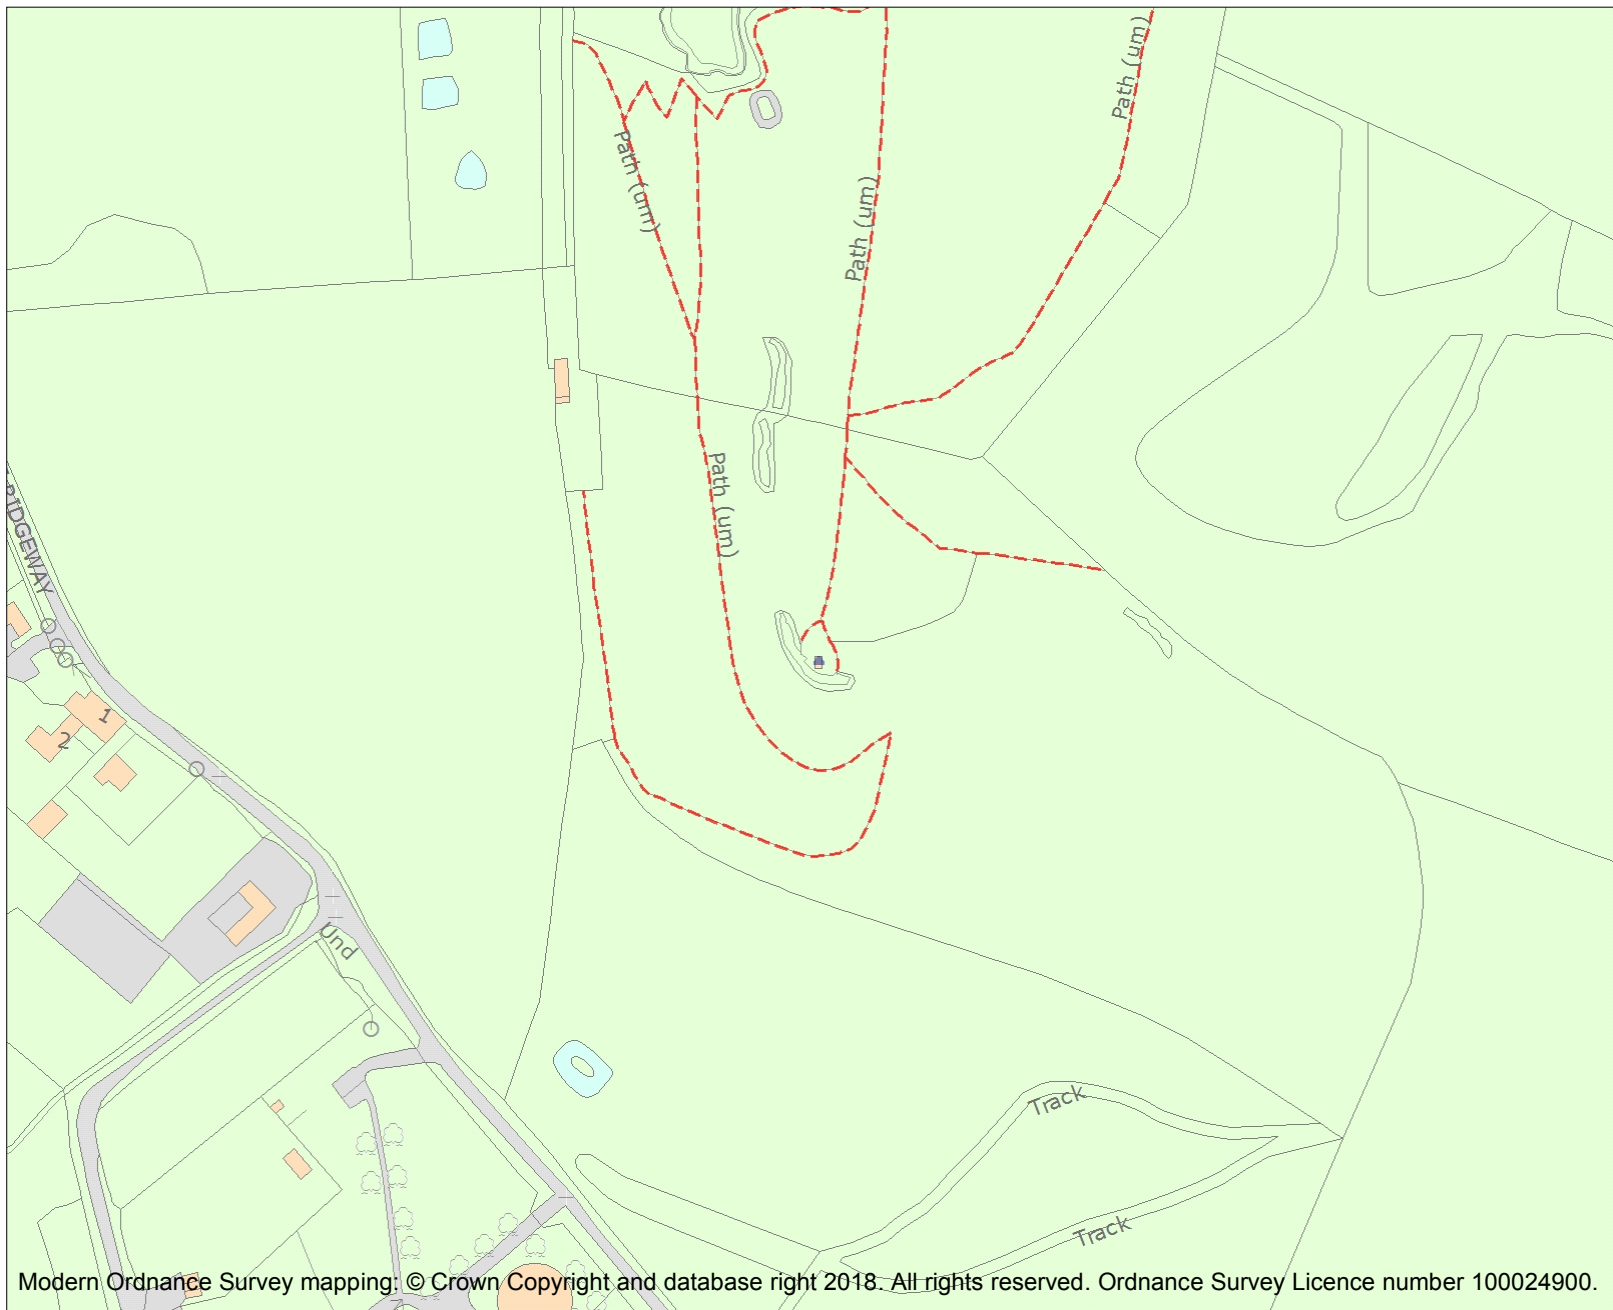 Path (um)
Path (um)
Path (um)
Path (um)
RIDGEWAY
1
2
Und
Track
Track
Modern Ordnance Survey mapping: © Crown Copyright and database right 2018. All rights reserved. Ordnance Survey Licence number 100024900.